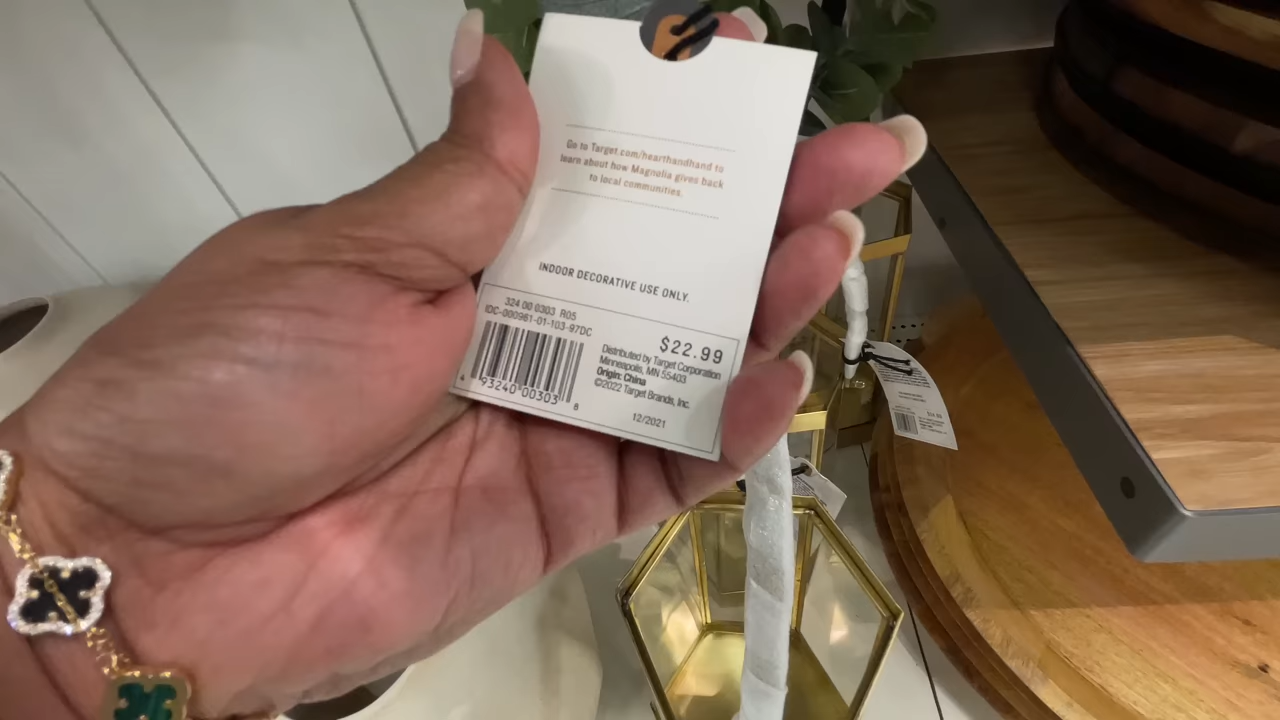 Go to Target.com/hearthandhand to
learn about how Magnolia gives back
to local communities.
INDOOR DECORATIVE USE ONLY.
324 00 0303 R05
IDC-000961-01-103-97DC
$22.99
Distributed by Target Corporation
Minneapolis, MN 55403
Origin: China
©2022 Target Brands, Inc.
4 93240 00303 8
12/2021